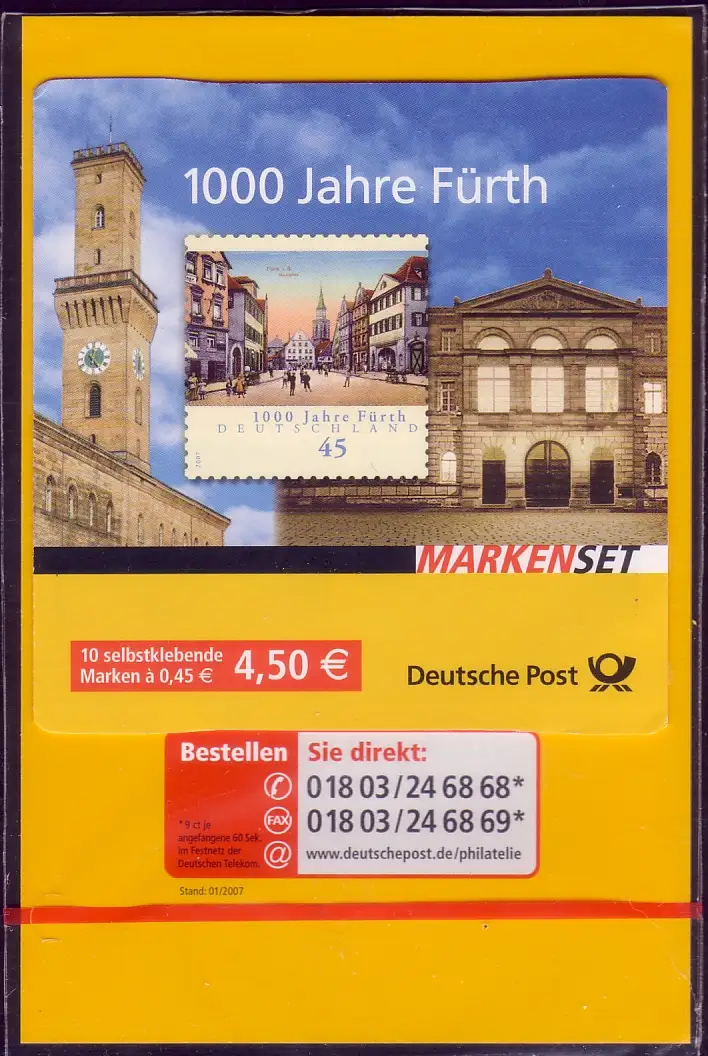 1000 Jahre Fürth
1000 Jahre Fürth
DEUTSCHLAND
45
2007
MARKENSET
10 selbstklebende
Marken à 0,45 €
4,50 €
Deutsche Post
Bestellen Sie direkt:
0 18 03 / 24 68 68*
FAX
0 18 03 / 24 68 69*
@
www.deutschepost.de/philatelie
* 9 ct je
angefangene 60 Sek.
im Festnetz der
Deutschen Telekom.
Stand: 01/2007